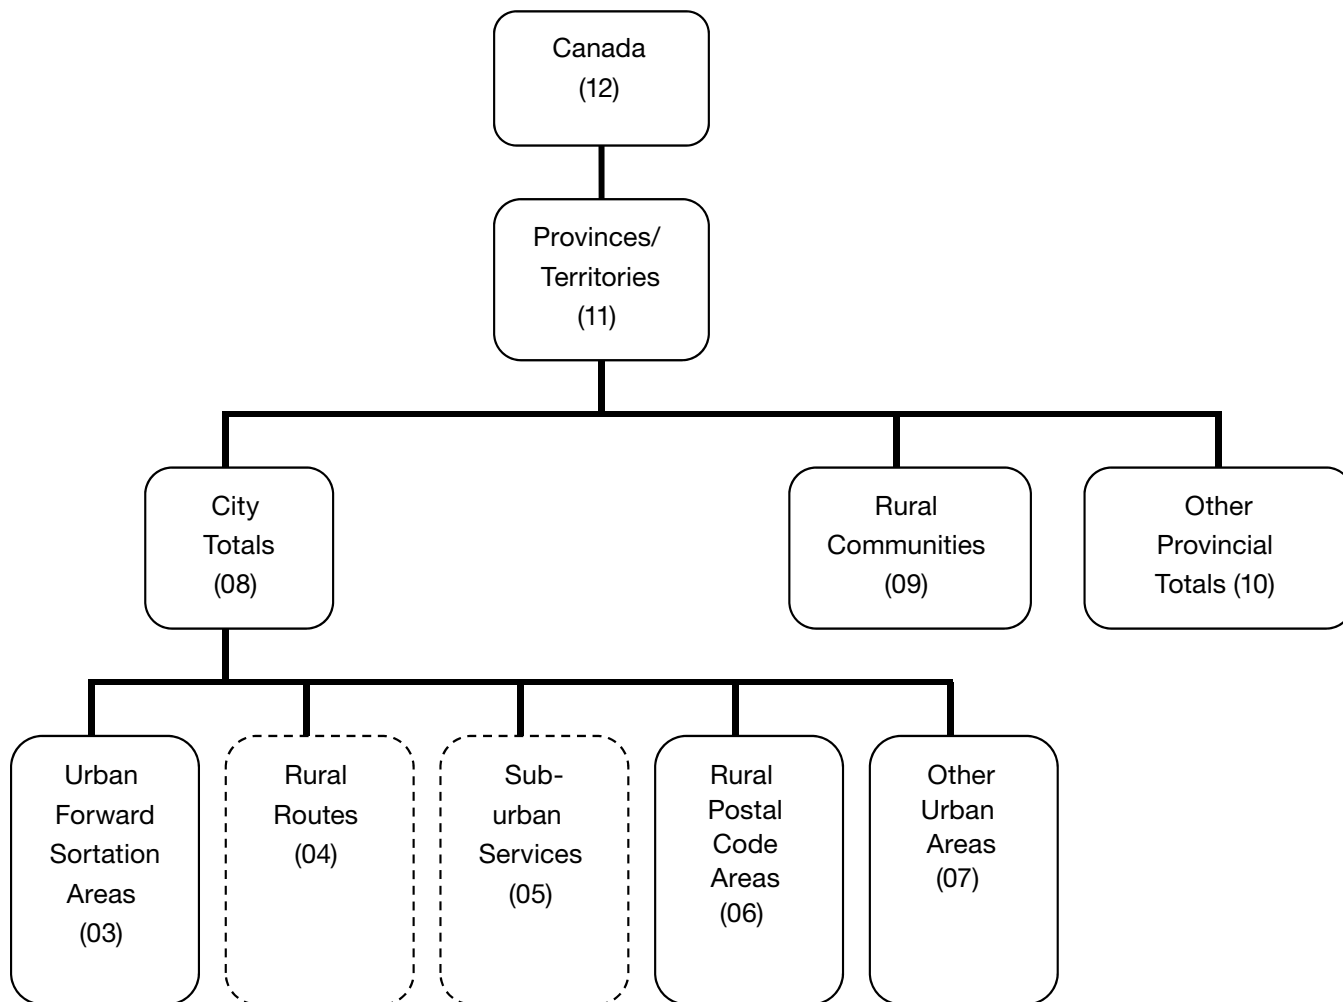 Canada
(12)
Provinces/
Territories
(11)
City
Totals
(08)
Rural
Communities
(09)
Other
Provincial
Totals (10)
Urban
Forward
Sortation
Areas
(03)
Rural
Routes
(04)
Sub-
urban
Services
(05)
Rural
Postal
Code
Areas
(06)
Other
Urban
Areas
(07)